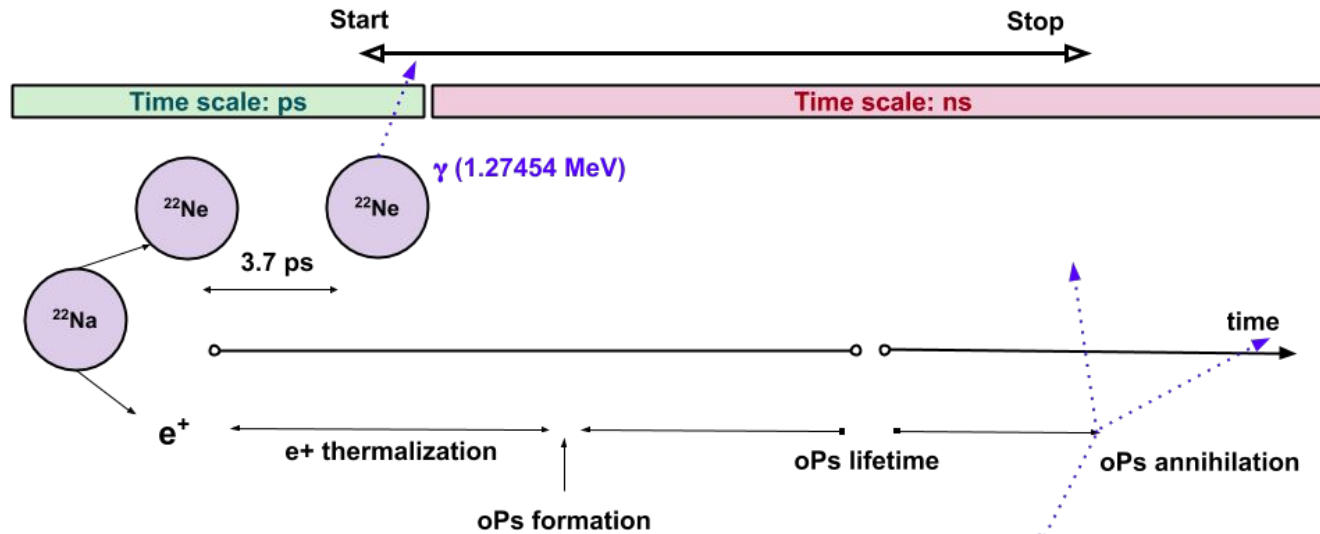 Start
Stop
Time scale: ps
Time scale: ns
γ (1.27454 MeV)
²²Ne
²²Ne
3.7 ps
²²Na
time
e⁺
e+ thermalization
oPs lifetime
oPs annihilation
oPs formation